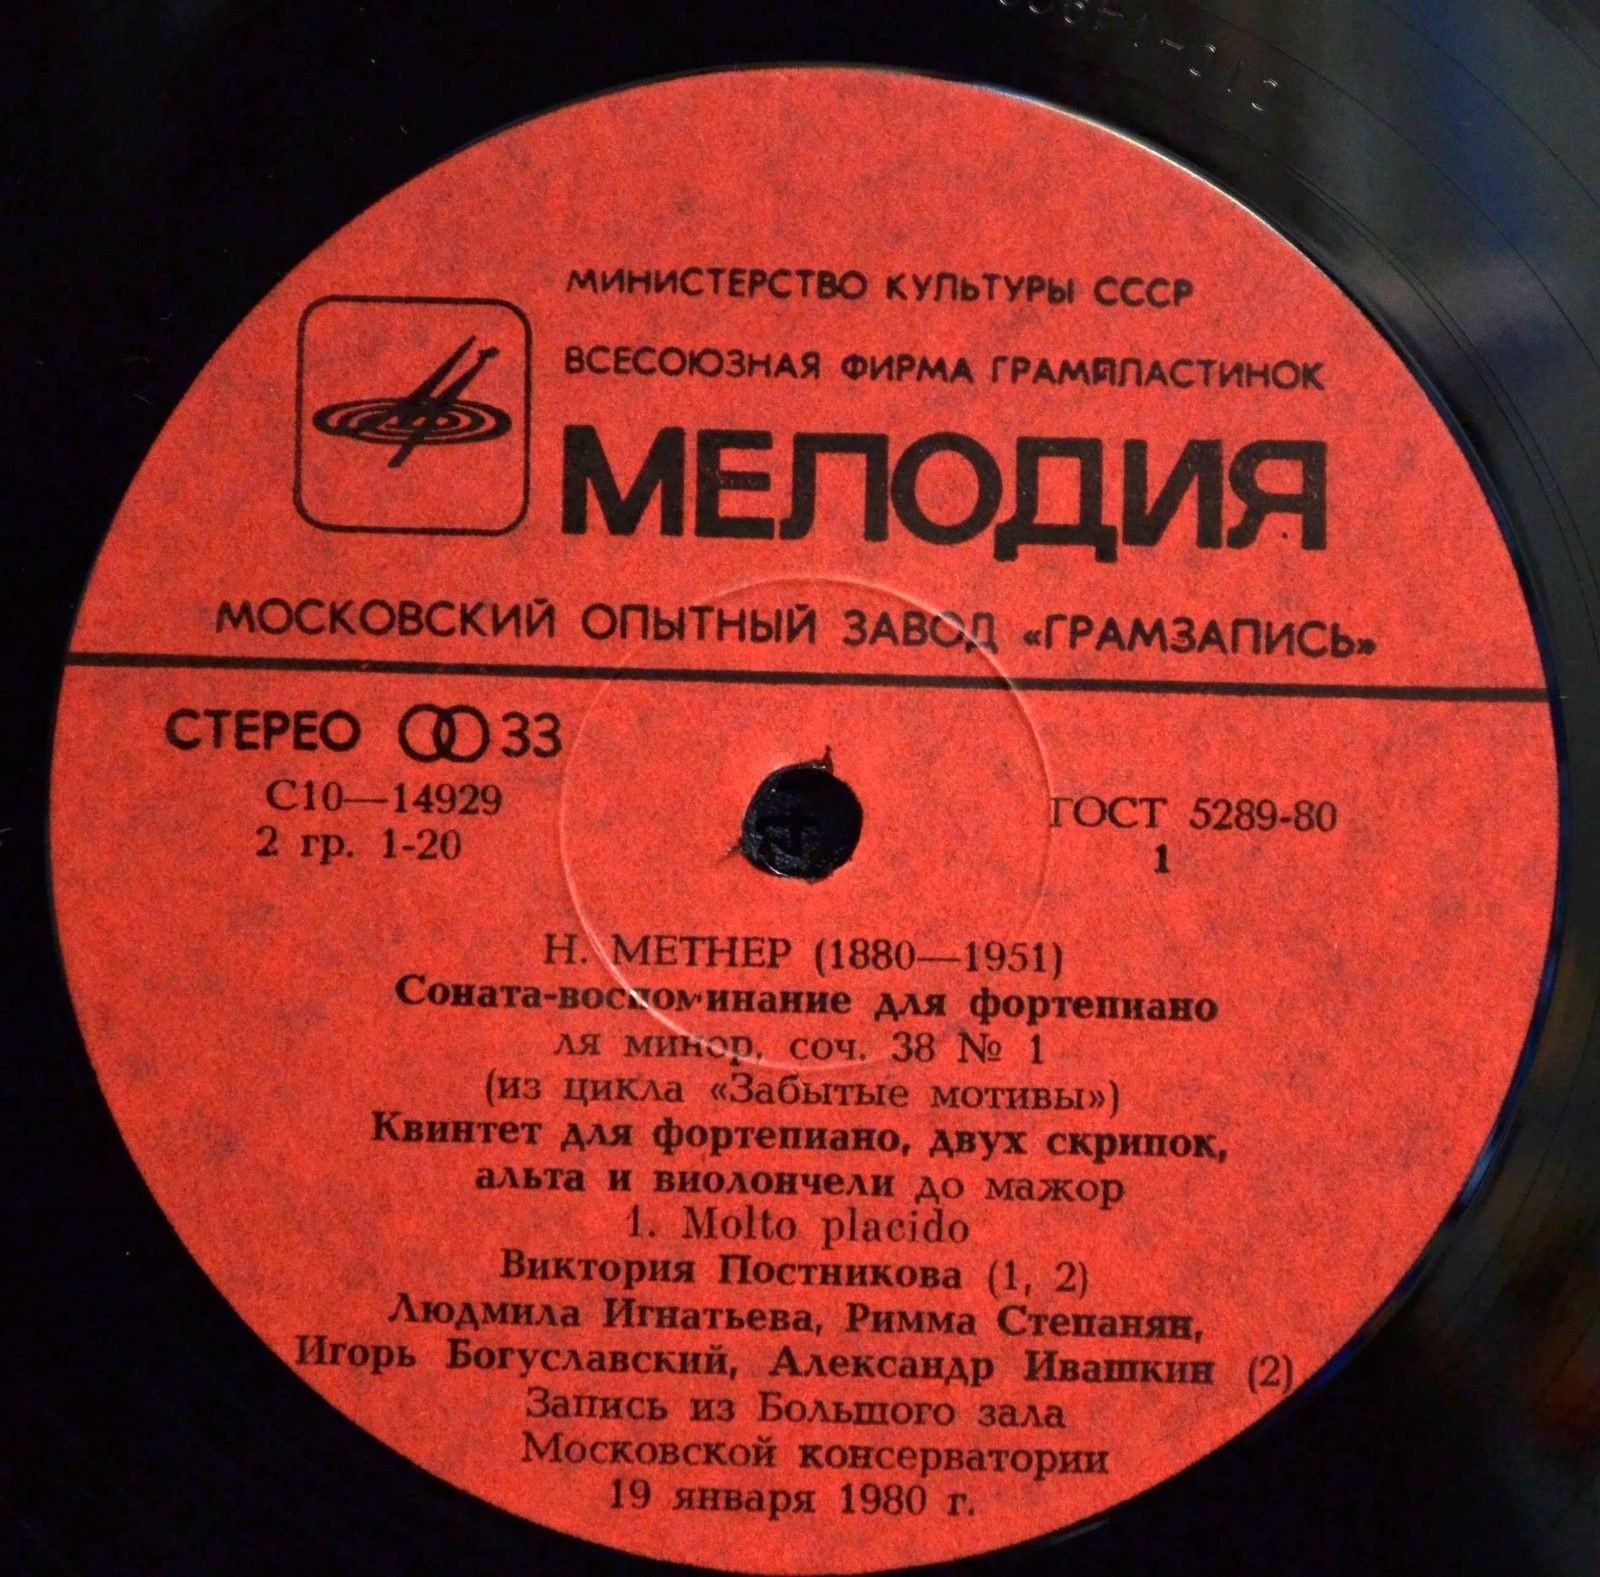 МИНИСТЕРСТВО КУЛЬТУРЫ СССР
ВСЕСОЮЗНАЯ ФИРМА ГРАМПЛАСТИНОК
МЕЛОДИЯ
МОСКОВСКИЙ ОПЫТНЫЙ ЗАВОД «ГРАМЗАПИСЬ»
СТЕРЕО 33
С10—14929
2 гр. 1-20
ГОСТ 5289-80
1
Н. МЕТНЕР (1880—1951)
Соната-воспоминание для фортепиано
ля минор, соч. 38 № 1
(из цикла «Забытые мотивы»)
Квинтет для фортепиано, двух скрипок,
альта и виолончели до мажор
1. Molto placido
Виктория Постникова (1, 2)
Людмила Игнатьева, Римма Степанян,
Игорь Богуславский, Александр Ивашкин (2)
Запись из Большого зала
Московской консерватории
19 января 1980 г.